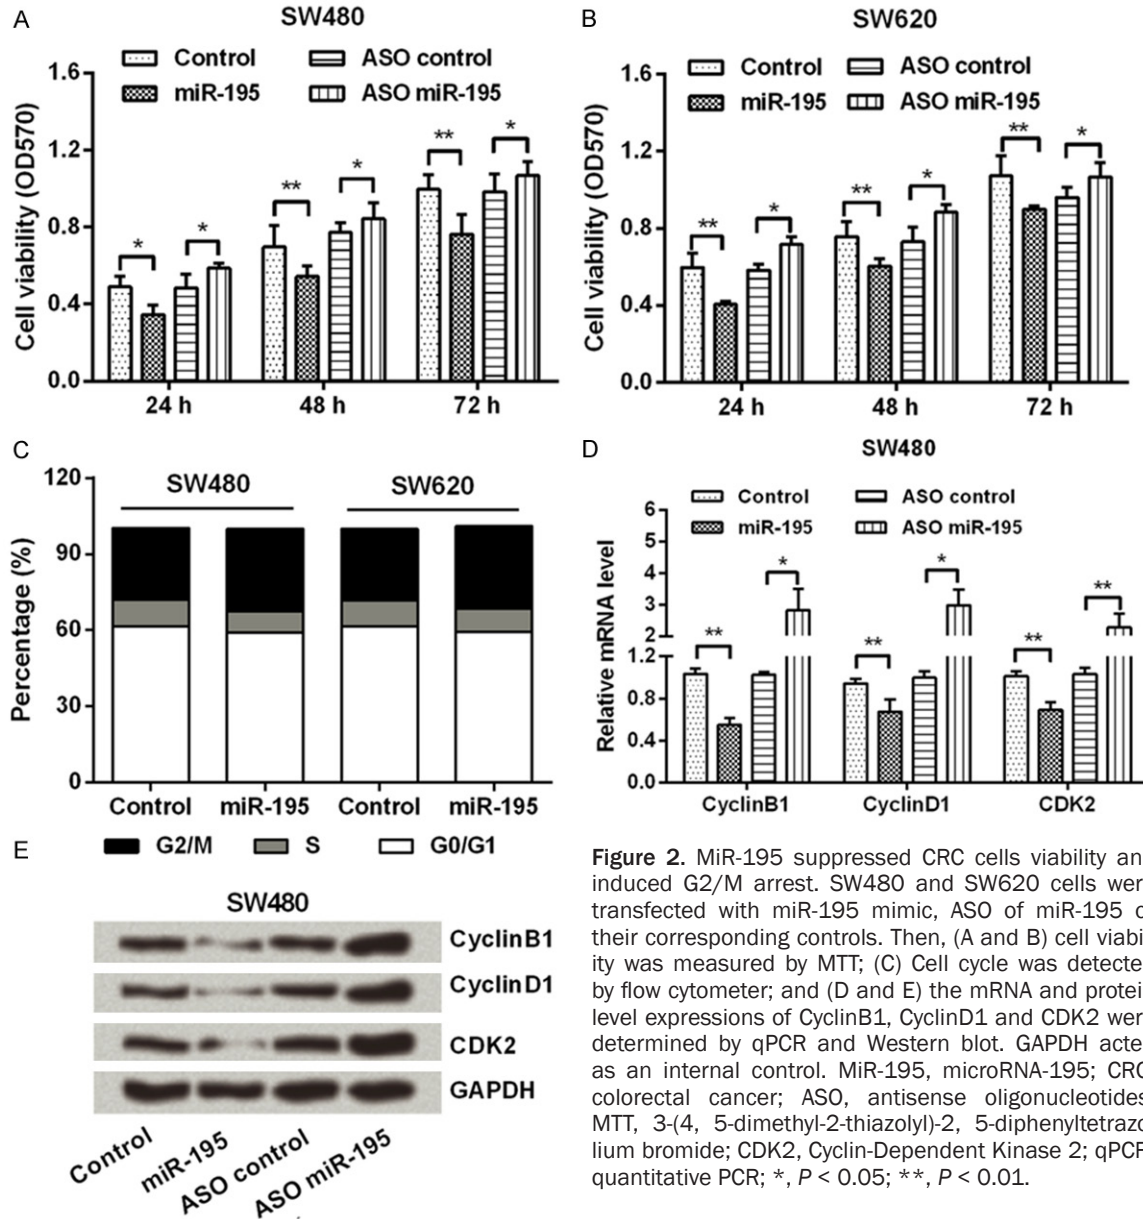 A
SW480
Control
ASO control
miR-195
ASO miR-195
Cell viability (OD570)
1.6
1.2
0.8
0.4
0.0
*
*
**
*
**
*
24 h
48 h
72 h
B
SW620
Control
ASO control
miR-195
ASO miR-195
Cell viability (OD570)
1.6
1.2
0.8
0.4
0.0
**
*
**
*
**
*
24 h
48 h
72 h
C
Percentage (%)
120
90
60
30
0
SW480
SW620
Control
miR-195
Control
miR-195
G2/M
S
G0/G1
D
SW480
Control
ASO control
miR-195
ASO miR-195
Relative mRNA level
6
5
4
3
2
1.2
0.8
0.4
0.0
**
*
**
*
**
**
CyclinB1
CyclinD1
CDK2
E
SW480
CyclinB1
CyclinD1
CDK2
GAPDH
Control
miR-195
ASO control
ASO miR-195
Figure 2. MiR-195 suppressed CRC cells viability an
induced G2/M arrest. SW480 and SW620 cells wer
transfected with miR-195 mimic, ASO of miR-195 o
their corresponding controls. Then, (A and B) cell viabi
ity was measured by MTT; (C) Cell cycle was detecte
by flow cytometer; and (D and E) the mRNA and protei
level expressions of CyclinB1, CyclinD1 and CDK2 wer
determined by qPCR and Western blot. GAPDH acte
as an internal control. MiR-195, microRNA-195; CRC
colorectal cancer; ASO, antisense oligonucleotides
MTT, 3-(4, 5-dimethyl-2-thiazolyl)-2, 5-diphenyltetrazo
lium bromide; CDK2, Cyclin-Dependent Kinase 2; qPCR
quantitative PCR; *, P < 0.05; **, P < 0.01.